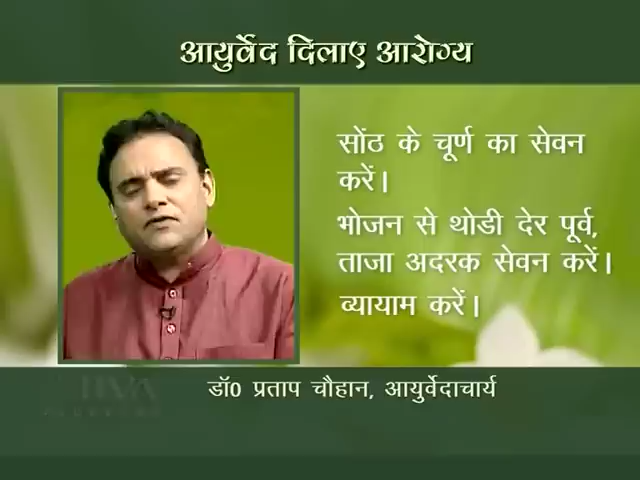 आयुर्वेद दिलाए आरोग्य
सोंठ के चूर्ण का सेवन
करें।
भोजन से थोडी देर पूर्व,
ताजा अदरक सेवन करें।
व्यायाम करें।
डॉ0 प्रताप चौहान, आयुर्वेदाचार्य